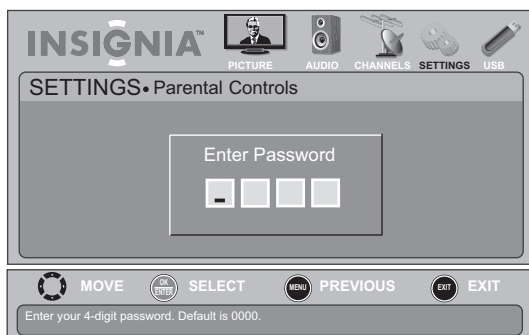 INSIGNIA™
PICTURE AUDIO CHANNELS SETTINGS USB
SETTINGS• Parental Controls
Enter Password
MOVE OK ENTER SELECT MENU PREVIOUS EXIT EXIT
Enter your 4-digit password. Default is 0000.